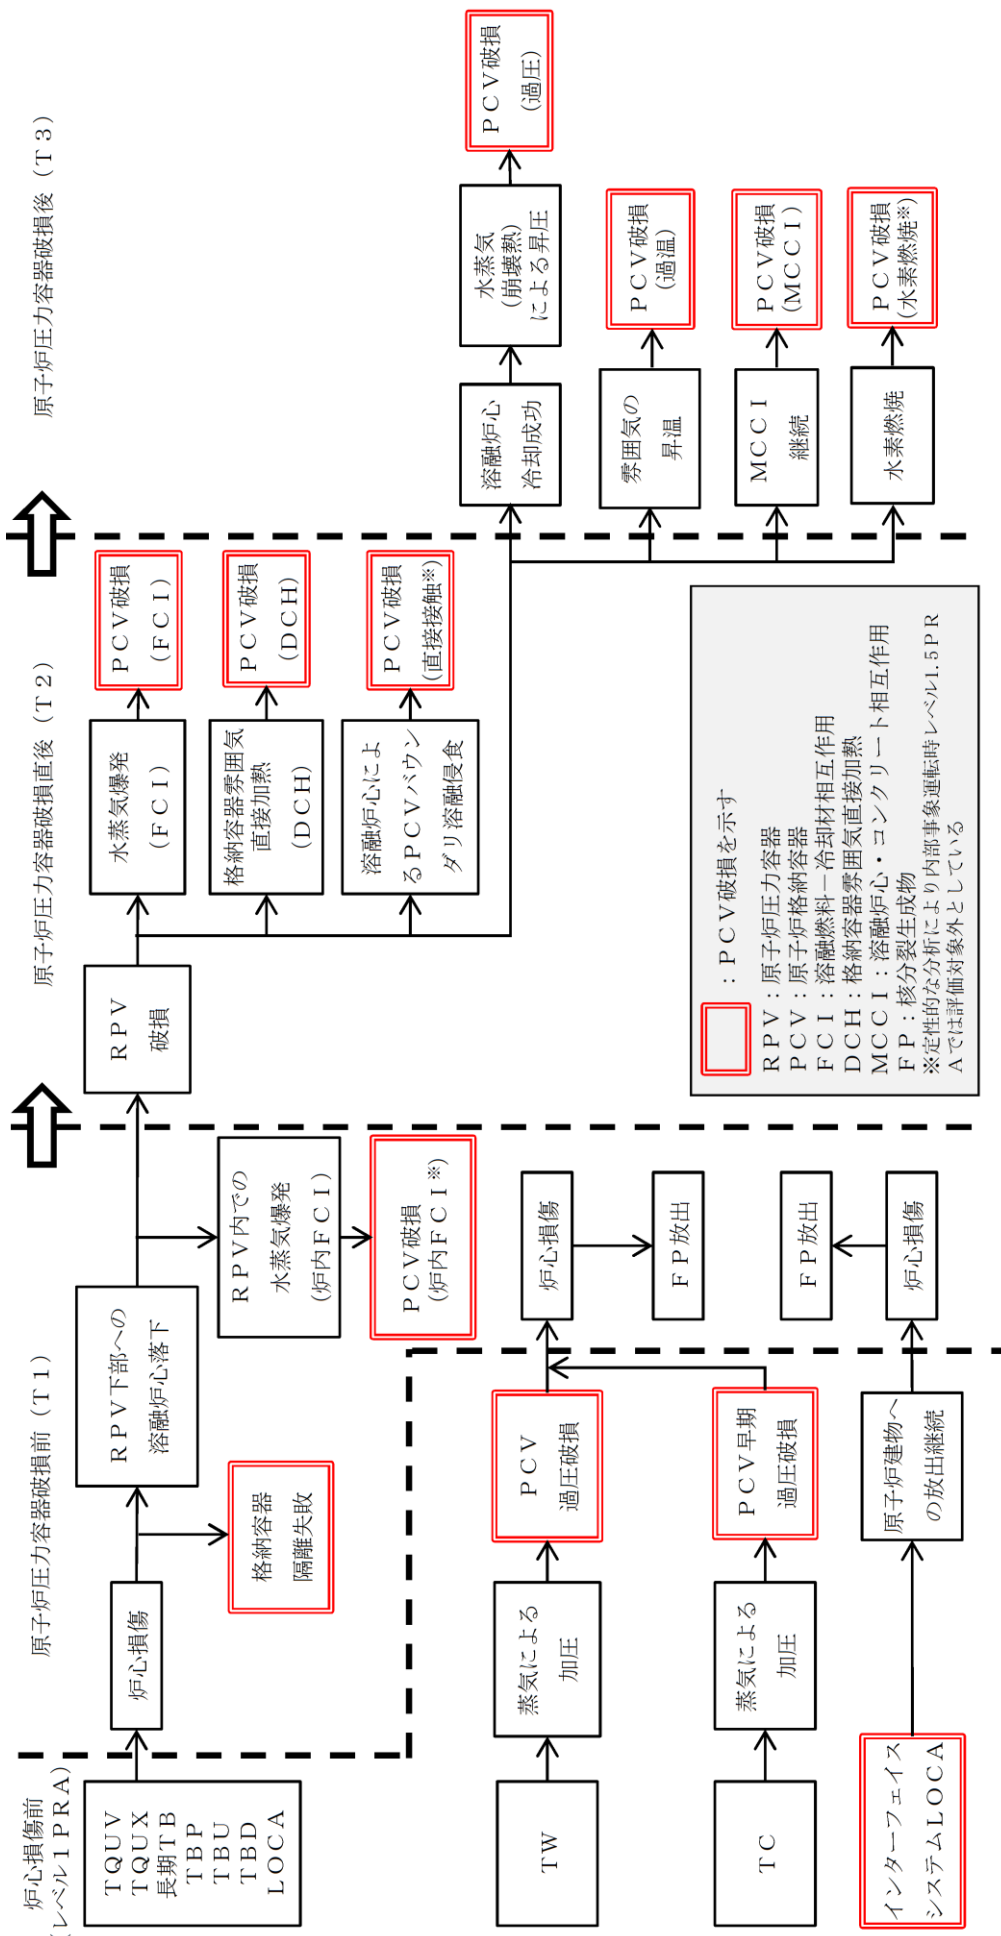 炉心損傷前
(レベル1PRA)
原子炉圧力容器破損前(T1)
原子炉圧力容器破損直後(T2)
原子炉圧力容器破損後(T3)
TQUV
TQUX
長期TB
TBP
TBU
TBD
LOCA
炉心損傷
格納容器
隔離失敗
RPV下部への
溶融炉心落下
RPV内での
水蒸気爆発
(炉内FCI)
PCV破損
(炉内FCI※)
RPV
破損
水蒸気爆発
(FCI)
PCV破損
(FCI)
格納容器雰囲気
直接加熱
(DCH)
PCV破損
(DCH)
溶融炉心によ
るPCVバウン
ダリ溶融侵食
PCV破損
(直接接触※)
溶融炉心
冷却成功
水蒸気
(崩壊熱)
による昇圧
PCV破損
(過圧)
雰囲気の
昇温
PCV破損
(過温)
MCCI
継続
PCV破損
(MCCI)
水素燃焼
PCV破損
(水素燃焼※)
TW
蒸気による
加圧
PCV
過圧破損
炉心損傷
FP放出
TC
蒸気による
加圧
PCV早期
過圧破損
インターフェイス
システムLOCA
原子炉建物へ
の放出継続
炉心損傷
FP放出
:PCV破損を示す
RPV:原子炉圧力容器
PCV:原子炉格納容器
FCI:溶融燃料-冷却材相互作用
DCH:格納容器雰囲気直接加熱
MCCI:溶融炉心・コンクリート相互作用
FP:核分裂生成物
※定性的な分析により内部事象運転時レベル1.5PR
Aでは評価対象外としている